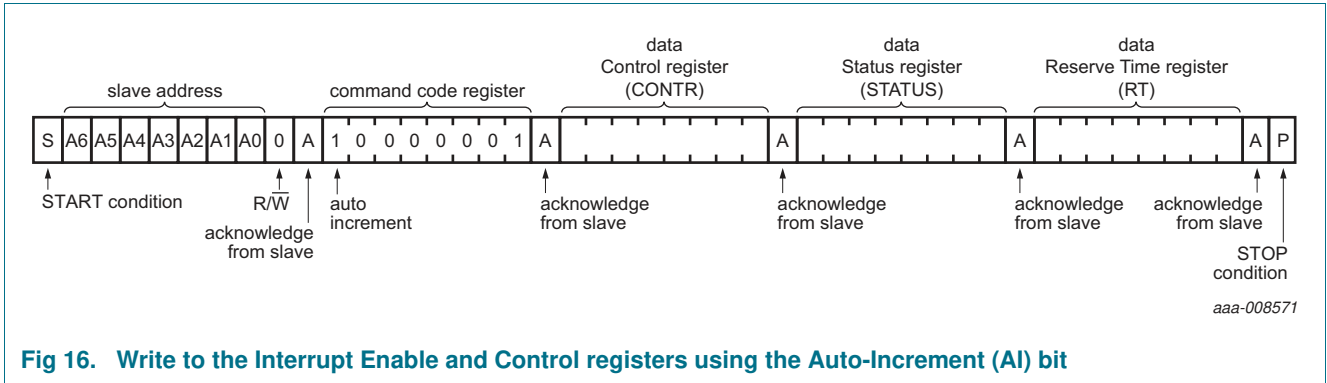 data
Control register
(CONTR)
data
Status register
(STATUS)
data
Reserve Time register
(RT)
slave address
command code register
S A6 A5 A4 A3 A2 A1 A0 0 A 1 0 0 0 0 0 0 1 A A A A P
START condition
R/W̅
acknowledge
from slave
auto
increment
acknowledge
from slave
acknowledge
from slave
acknowledge
from slave
acknowledge
from slave
STOP
condition
aaa-008571
Fig 16. Write to the Interrupt Enable and Control registers using the Auto-Increment (AI) bit